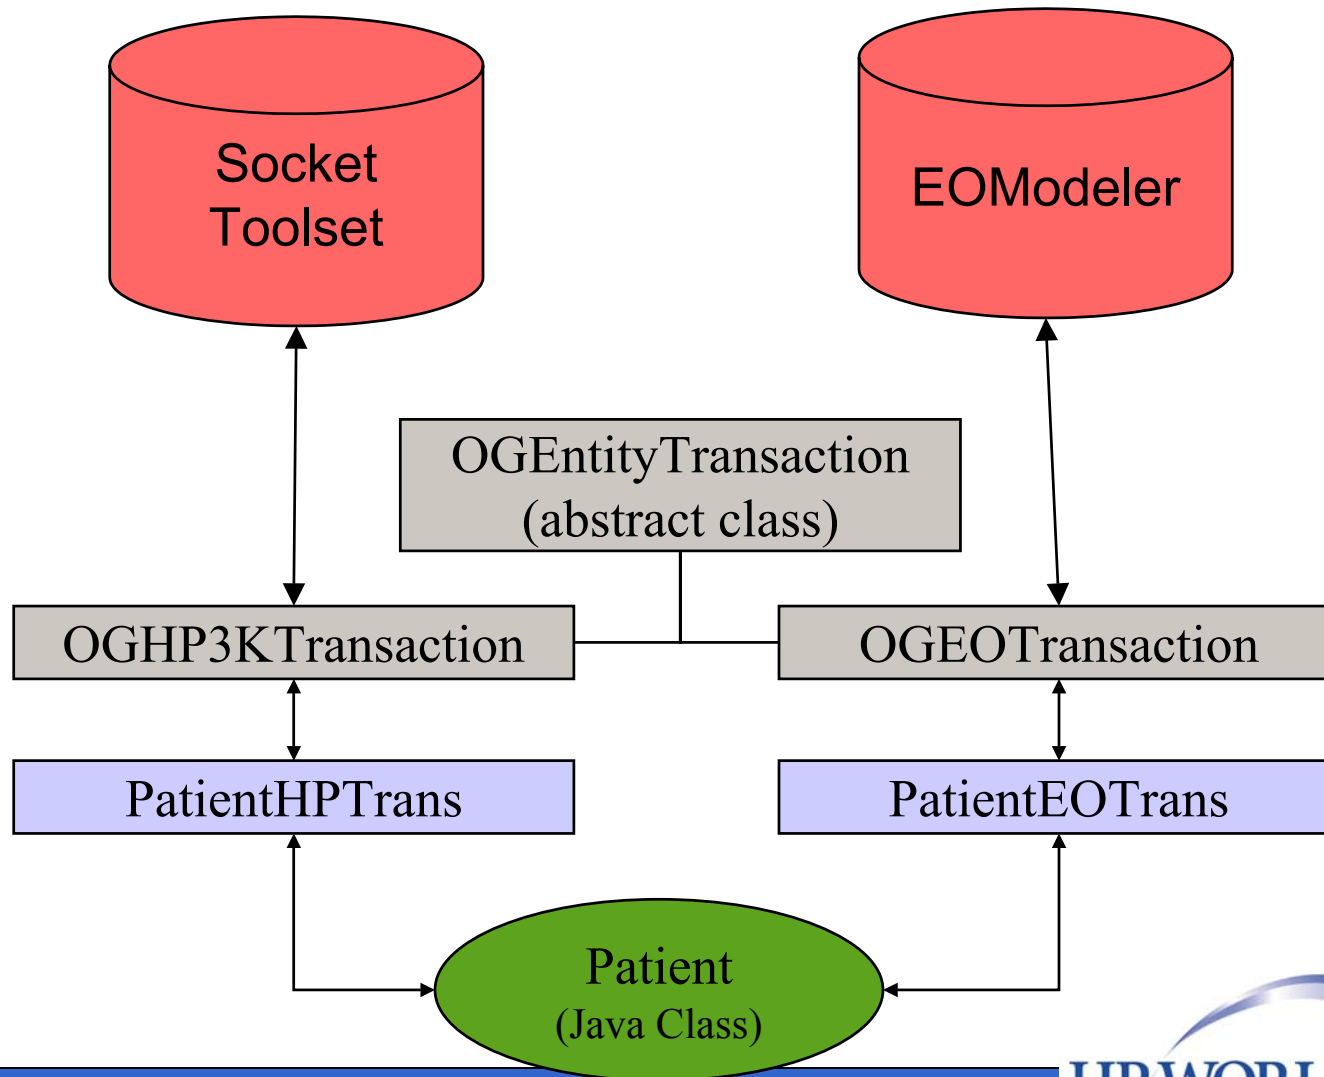 Socket
Toolset
EOModeler
OGEntityTransaction
(abstract class)
OGHP3KTransaction
OGEOTransaction
PatientHPTrans
PatientEOTrans
Patient
(Java Class)